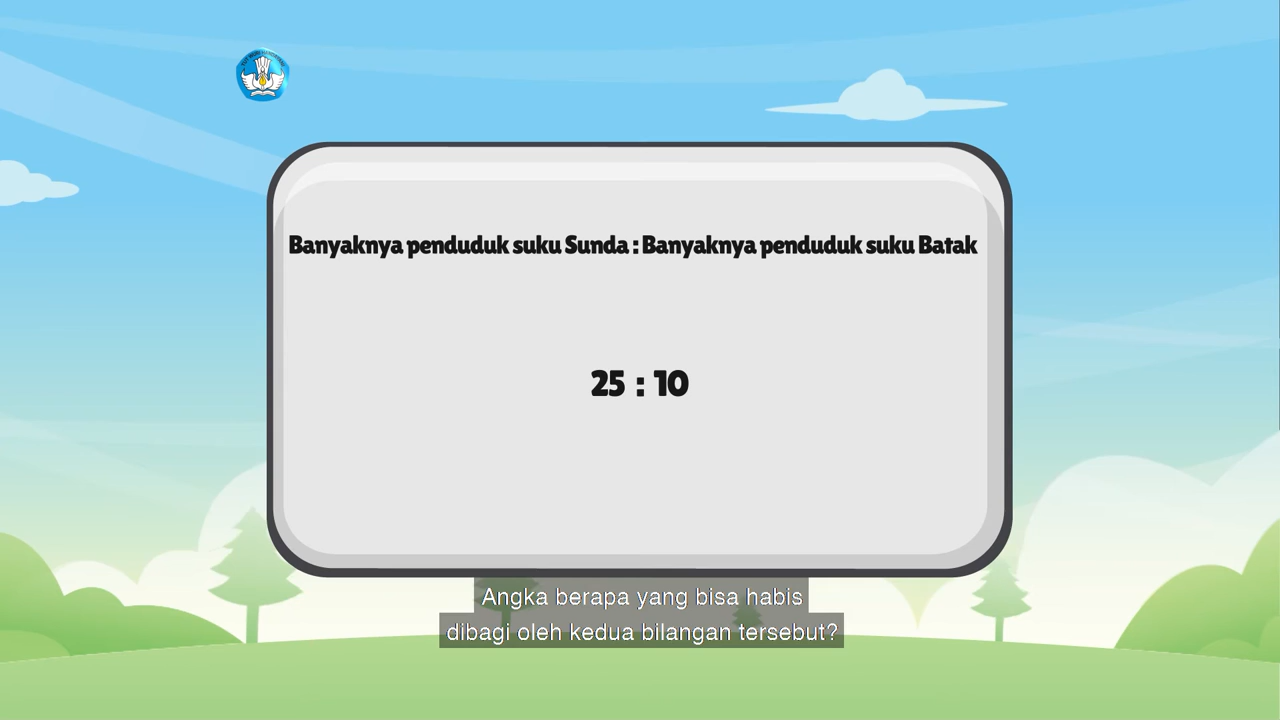 Banyaknya penduduk suku Sunda : Banyaknya penduduk suku Batak
25 : 10
Angka berapa yang bisa habis
dibagi oleh kedua bilangan tersebut?